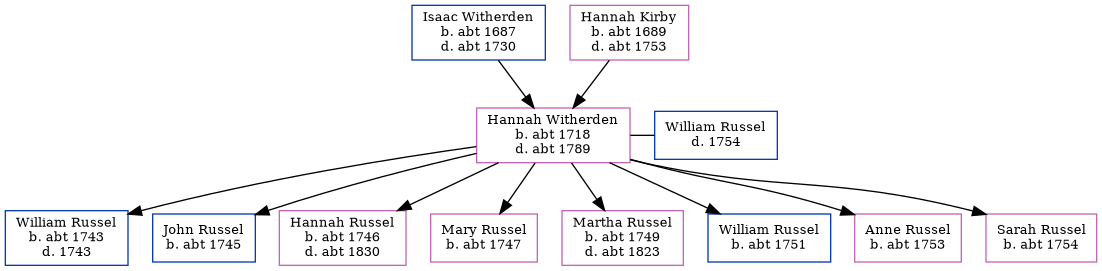 Isaac Witherden
b. abt 1687
d. abt 1730
Hannah Kirby
b. abt 1689
d. abt 1753
Hannah Witherden
b. abt 1718
d. abt 1789
William Russel
d. 1754
William Russel
b. abt 1743
d. 1743
John Russel
b. abt 1745
Hannah Russel
b. abt 1746
d. abt 1830
Mary Russel
b. abt 1747
Martha Russel
b. abt 1749
d. abt 1823
William Russel
b. abt 1751
Anne Russel
b. abt 1753
Sarah Russel
b. abt 1754